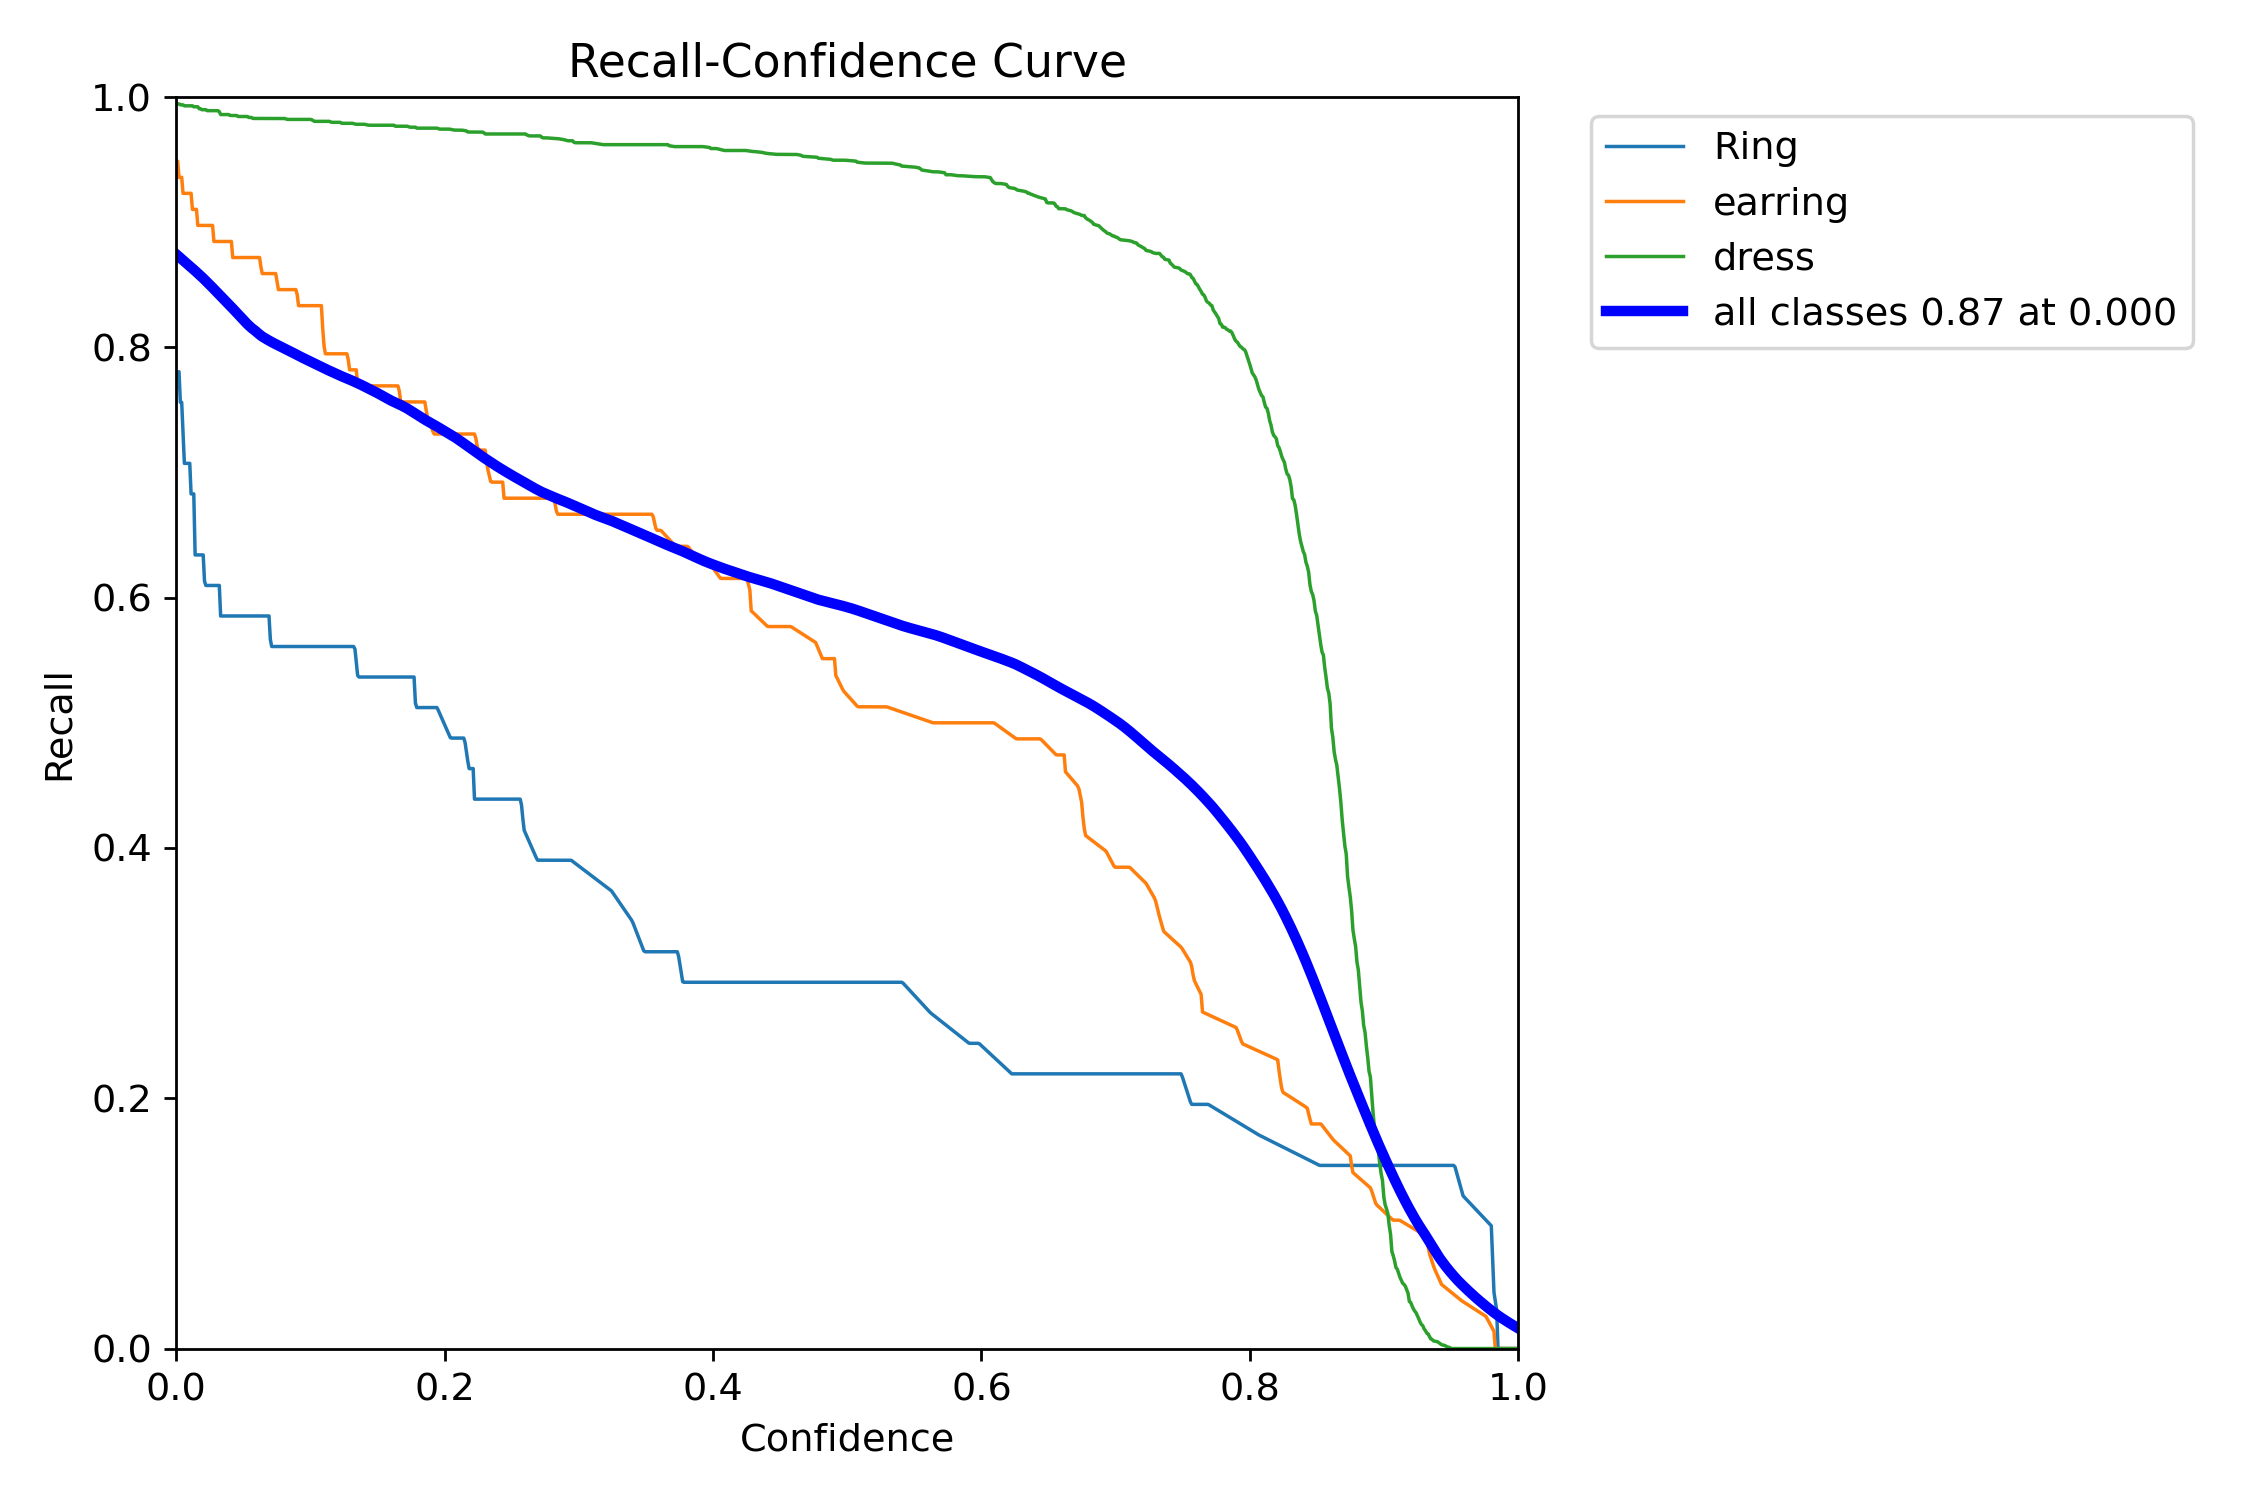 Recall-Confidence Curve
Ring
earring
dress
all classes 0.87 at 0.000
Recall
1.0
0.8
0.6
0.4
0.2
0.0
0.0 0.2 0.4 0.6 0.8 1.0
Confidence